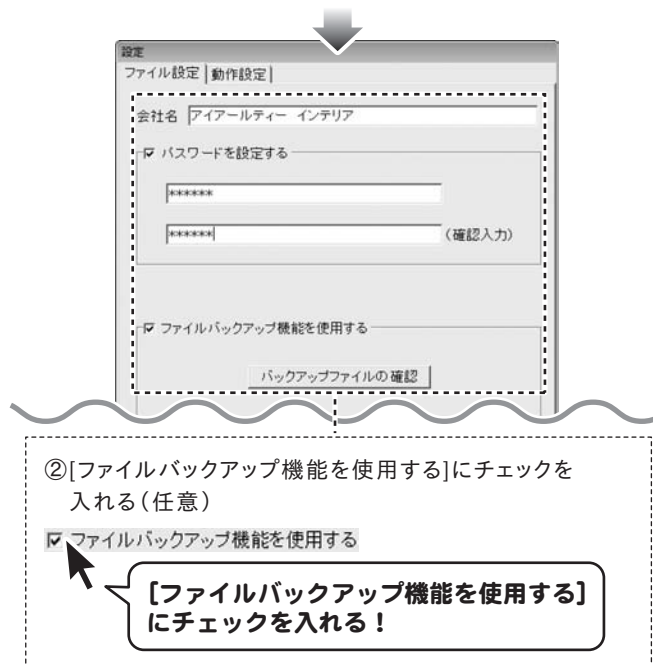 設定
ファイル設定 動作設定
会社名 アイアールティー インテリア
パスワードを設定する
******
****** (確認入力)
ファイルバックアップ機能を使用する
バックアップファイルの確認
②[ファイルバックアップ機能を使用する]にチェックを
入れる(任意)
ファイルバックアップ機能を使用する
[ファイルバックアップ機能を使用する]
にチェックを入れる!